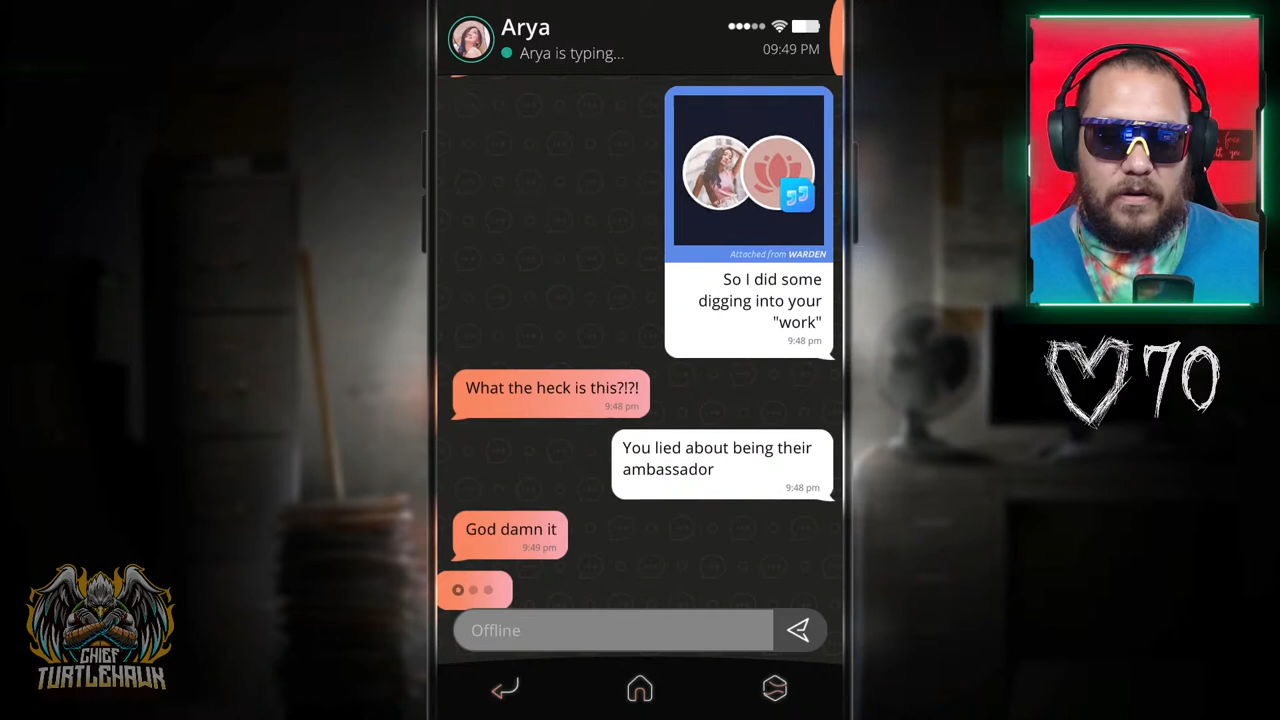 Arya
Arya is typing...
09:49 PM
Attached from WARDEN
So I did some
digging into your
"work"
9:48 pm
What the heck is this?!?!
9:48 pm
You lied about being their
ambassador
9:48 pm
God damn it
9:49 pm
Offline
70
CHIEF
TURTLEHAWK